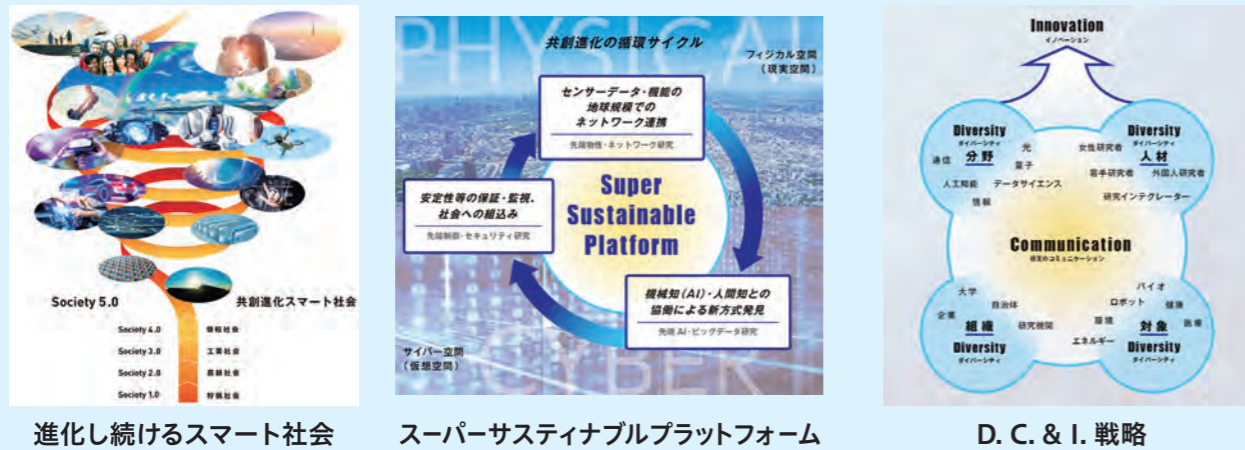 Society 5.0
共創進化スマート社会
Society 4.0 情報社会
Society 3.0 工業社会
Society 2.0 農耕社会
Society 1.0 狩猟社会
進化し続けるスマート社会
PHYSICAL
共創進化の循環サイクル
フィジカル空間
(現実空間)
センサーデータ・機能の
地球規模での
ネットワーク連携
先端物性・ネットワーク研究
安定性等の保証・監視、
社会への組込み
先端制御・セキュリティ研究
Super
Sustainable
Platform
機械知(AI)・人間知との
協働による新方式発見
先端 AI・ビッグデータ研究
サイバー空間
(仮想空間)
CYBER
スーパーサスティナブルプラットフォーム
Innovation
イノベーション
Diversity
ダイバーシティ
分野
通信
光
量子
人工知能
データサイエンス
情報
Diversity
ダイバーシティ
女性研究者
人材
若手研究者
外国人研究者
研究インテグレーター
Communication
大学
企業
自治体
組織
研究機関
Diversity
ダイバーシティ
バイオ
ロボット
健康
環境
対象
医療
エネルギー
Diversity
ダイバーシティ
D. C. & I. 戦略